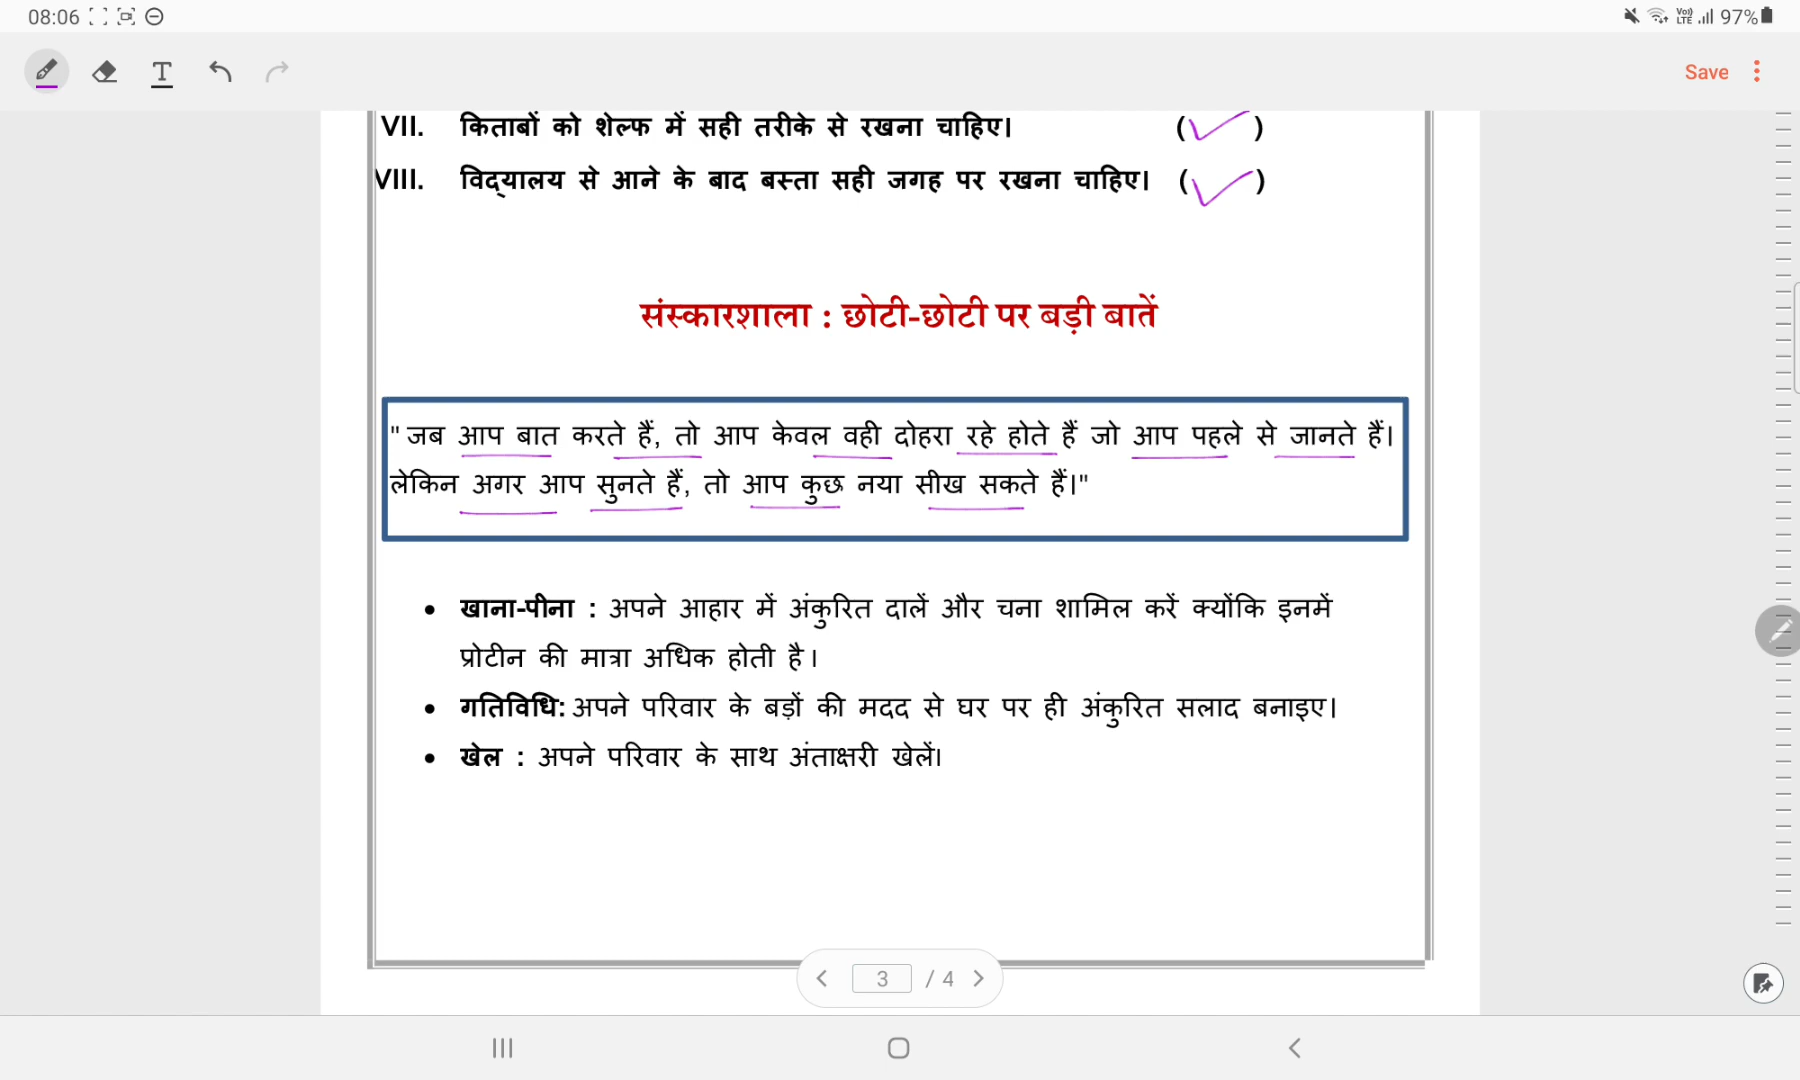 08:06 97%
T Save
VII. किताबों को शेल्फ में सही तरीके से रखना चाहिए। ( )
VIII. विद्यालय से आने के बाद बस्ता सही जगह पर रखना चाहिए। ( )
संस्कारशाला : छोटी-छोटी पर बड़ी बातें
" जब आप बात करते हैं, तो आप केवल वही दोहरा रहे होते हैं जो आप पहले से जानते हैं।
लेकिन अगर आप सुनते हैं, तो आप कुछ नया सीख सकते हैं।"
• खाना-पीना : अपने आहार में अंकुरित दालें और चना शामिल करें क्योंकि इनमें
प्रोटीन की मात्रा अधिक होती है ।
• गतिविधि: अपने परिवार के बड़ों की मदद से घर पर ही अंकुरित सलाद बनाइए।
• खेल : अपने परिवार के साथ अंताक्षरी खेलें।
3 / 4